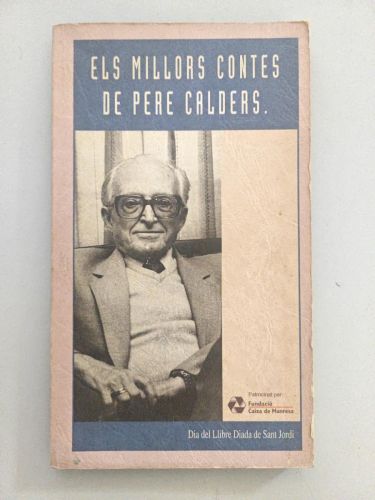 ELS MILLORS CONTES
DE PERE CALDERS.
Patrocinat per:
Fundació
Caixa de Manresa
Dia del Llibre Diada de Sant Jordi